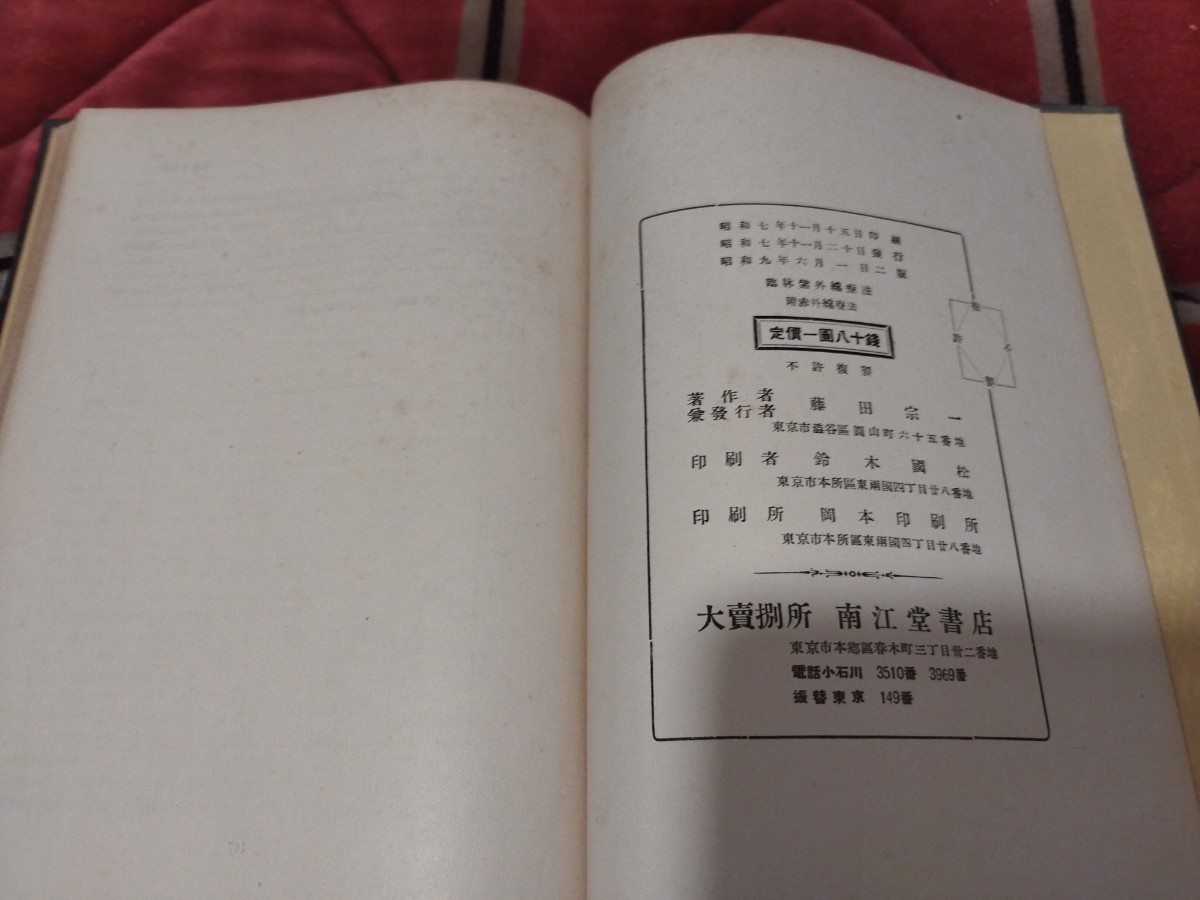 昭和七年十一月十五日印刷
昭和七年十一月二十日發行
昭和九年六月一日二版
臨牀紫外線療法
附赤外線療法
定價一圓八十錢
不許複製
著作者
兼發行者
藤田宗一
東京市澁谷區圓山町六十五番地
印刷者 鈴木國松
東京市本所區東兩國四丁目廿八番地
印刷所 岡本印刷所
東京市本所區東兩國四丁目廿八番地
大賣捌所 南江堂書店
東京市本鄕區春木町三丁目卅二番地
電話小石川 3510番 3969番
振替東京 149番
不許複製